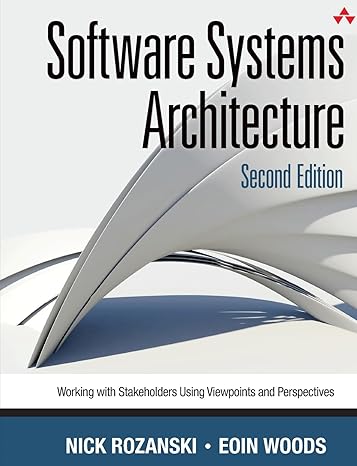 Software Systems
Architecture
Second Edition
Working with Stakeholders Using Viewpoints and Perspectives
NICK ROZANSKI • EOIN WOODS